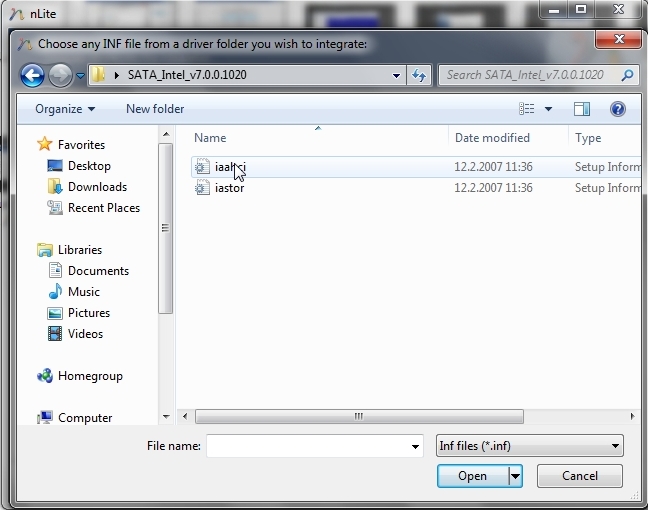 nLite
Choose any INF file from a driver folder you wish to integrate:
SATA_Intel_v7.0.0.1020
Search SATA_Intel_v7.0.0.1020
Organize
New folder
Name
Date modified
Type
Favorites
Desktop
Downloads
Recent Places
Libraries
Documents
Music
Pictures
Videos
Homegroup
Computer
12.2.2007 11:36
Setup Inform
iastor
12.2.2007 11:36
Setup Inform
File name:
Inf files (*.inf)
Open
Cancel